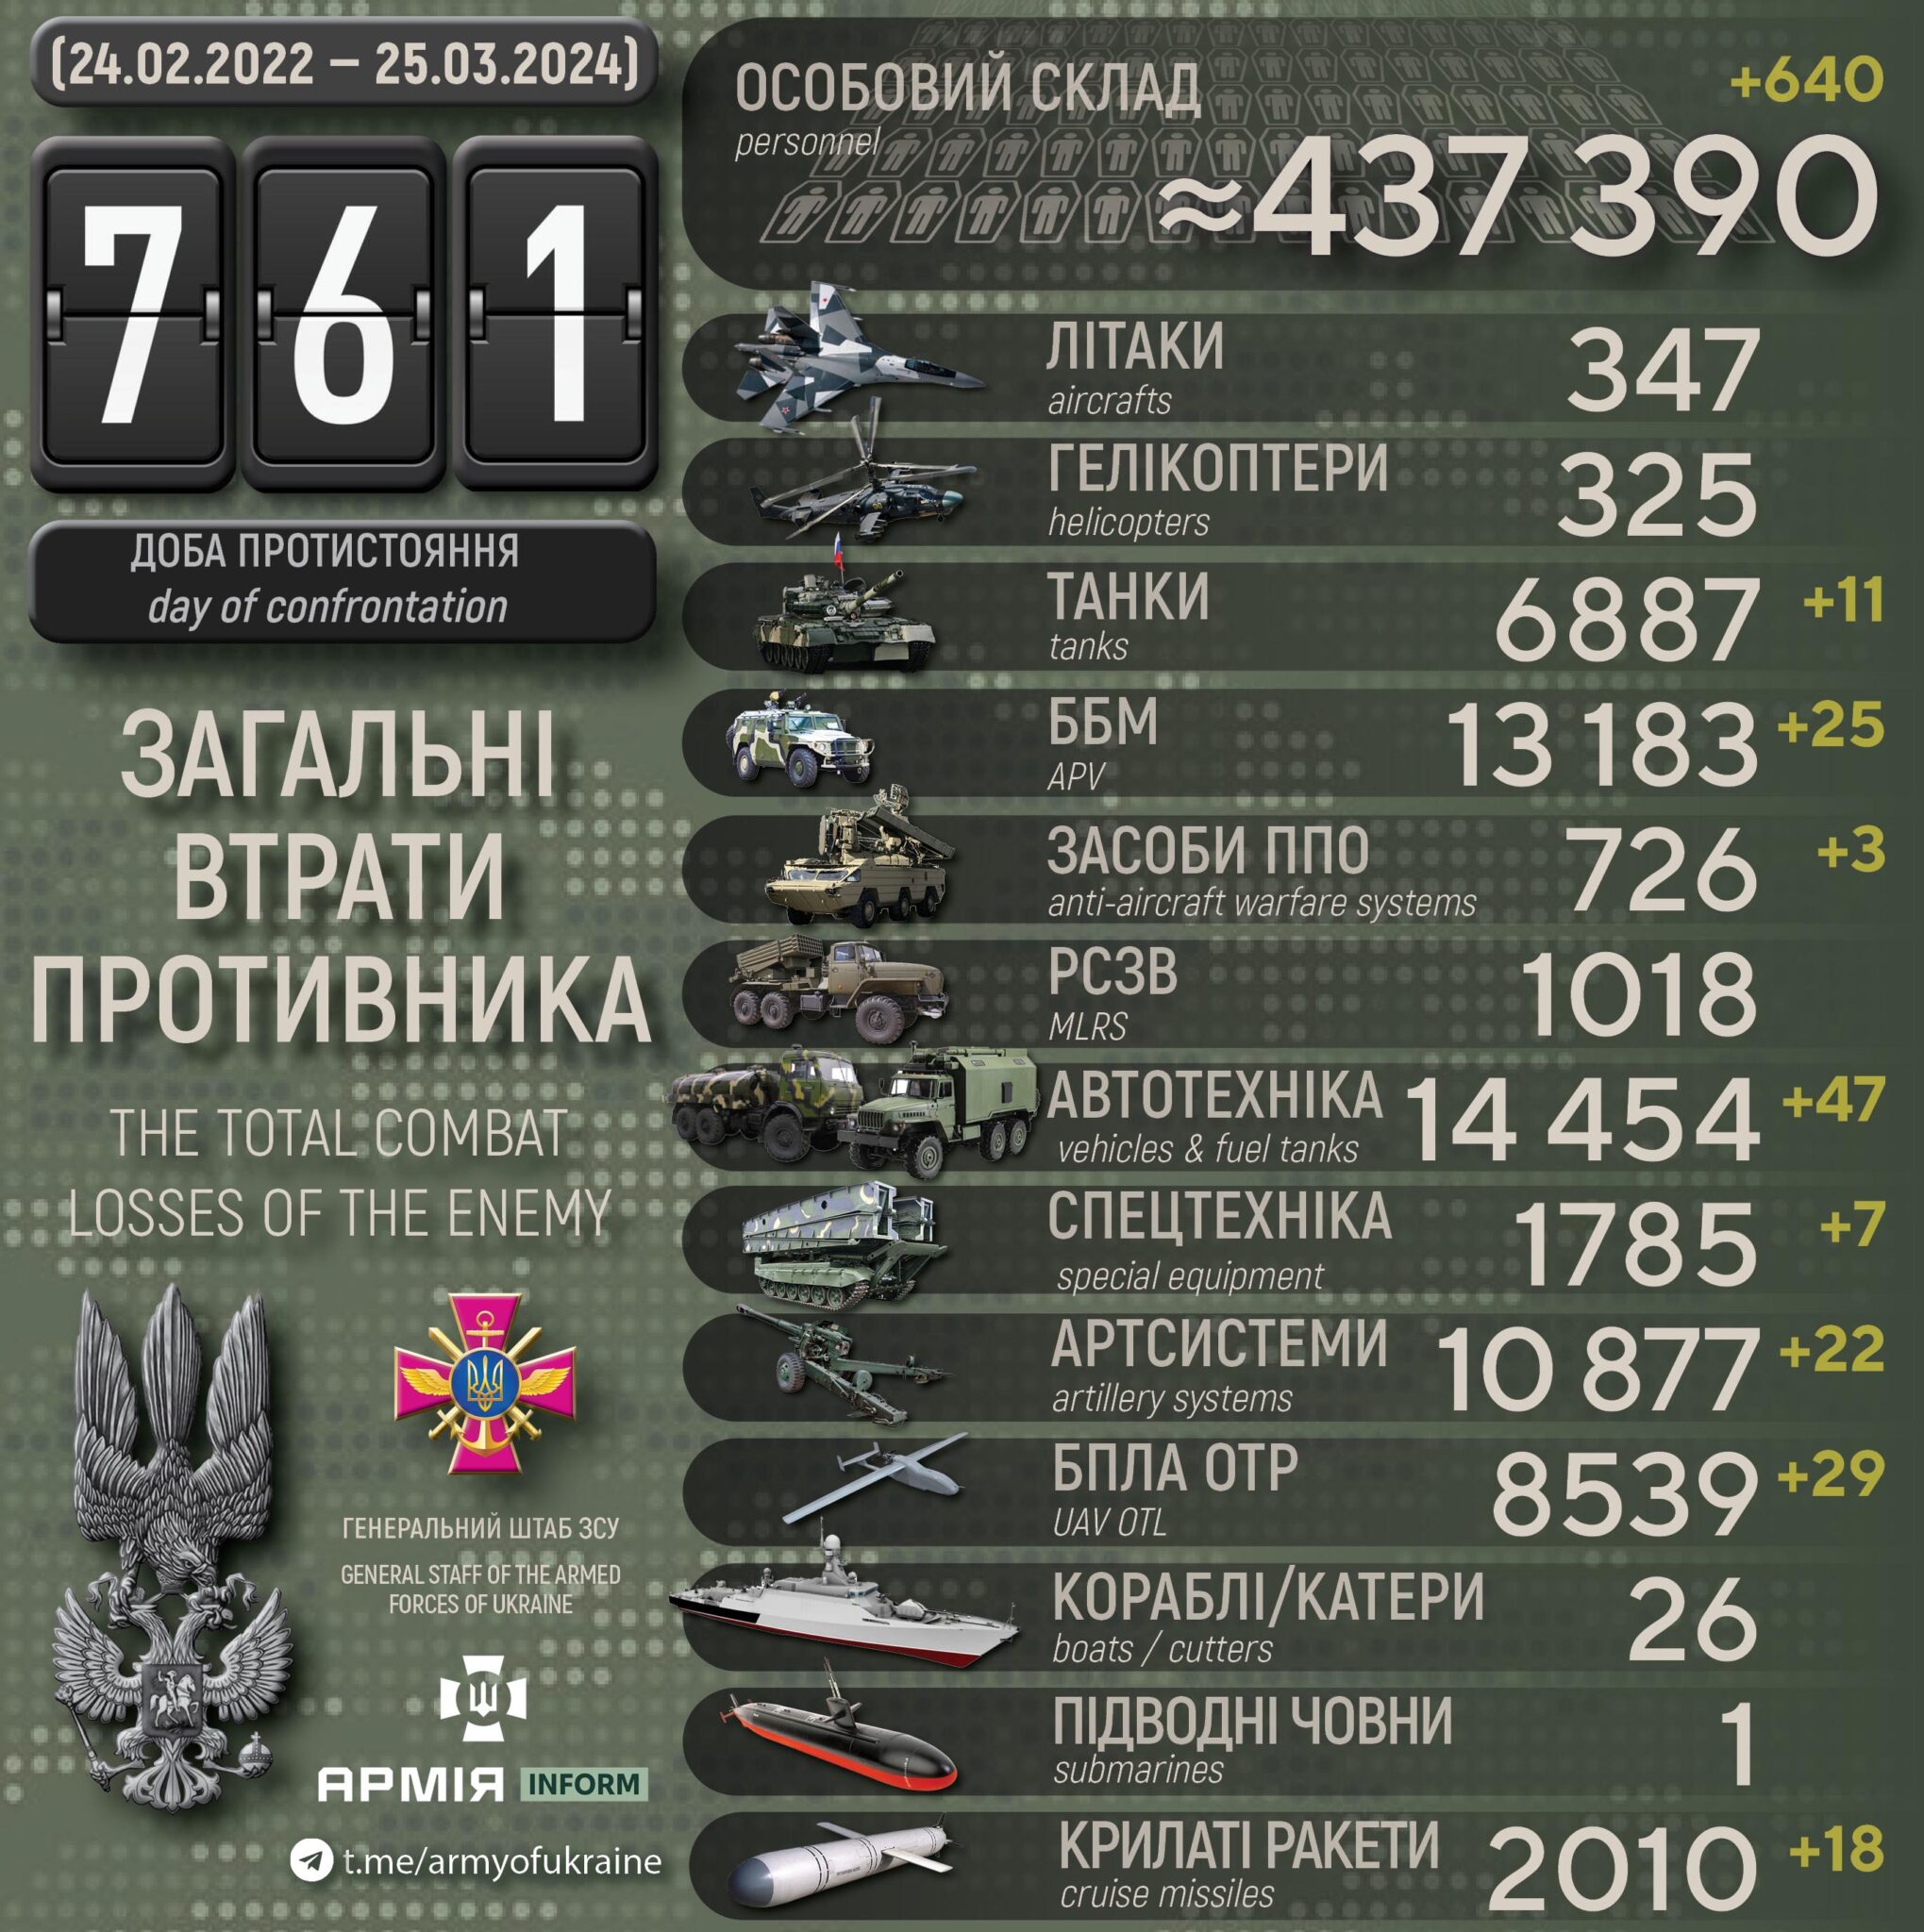 (24.02.2022 – 25.03.2024)
761
ДОБА ПРОТИСТОЯННЯ
day of confrontation
ЗАГАЛЬНІ
ВТРАТИ
ПРОТИВНИКА
THE TOTAL COMBAT
LOSSES OF THE ENEMY
ГЕНЕРАЛЬНИЙ ШТАБ ЗСУ
GENERAL STAFF OF THE ARMED
FORCES OF UKRAINE
АРМІЯ INFORM
t.me/armyofukraine
ОСОБОВИЙ СКЛАД +640
personnel
≈437 390
ЛІТАКИ 347
aircrafts
ГЕЛІКОПТЕРИ 325
helicopters
ТАНКИ 6887 +11
tanks
ББМ 13 183 +25
APV
ЗАСОБИ ППО 726 +3
anti-aircraft warfare systems
РСЗВ 1018
MLRS
АВТОТЕХНІКА 14 454 +47
vehicles & fuel tanks
СПЕЦТЕХНІКА 1785 +7
special equipment
АРТСИСТЕМИ 10 877 +22
artillery systems
БПЛА ОТР 8539 +29
UAV OTL
КОРАБЛІ/КАТЕРИ 26
boats / cutters
ПІДВОДНІ ЧОВНИ 1
submarines
КРИЛАТІ РАКЕТИ 2010 +18
cruise missiles